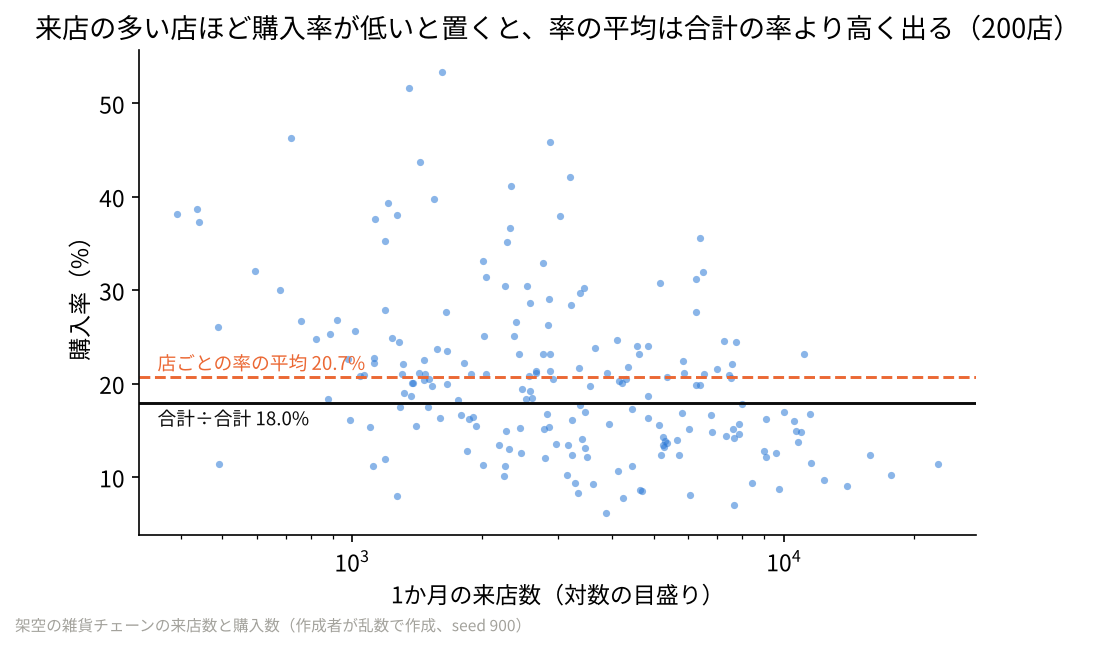 来店の多い店ほど購入率が低いと置くと、率の平均は合計の率より高く出る（200店）
購入率（%）
50
40
30
20
10
店ごとの率の平均 20.7%
合計÷合計 18.0%
10³
10⁴
1か月の来店数（対数の目盛り）
架空の雑貨チェーンの来店数と購入数（作成者が乱数で作成、seed 900）